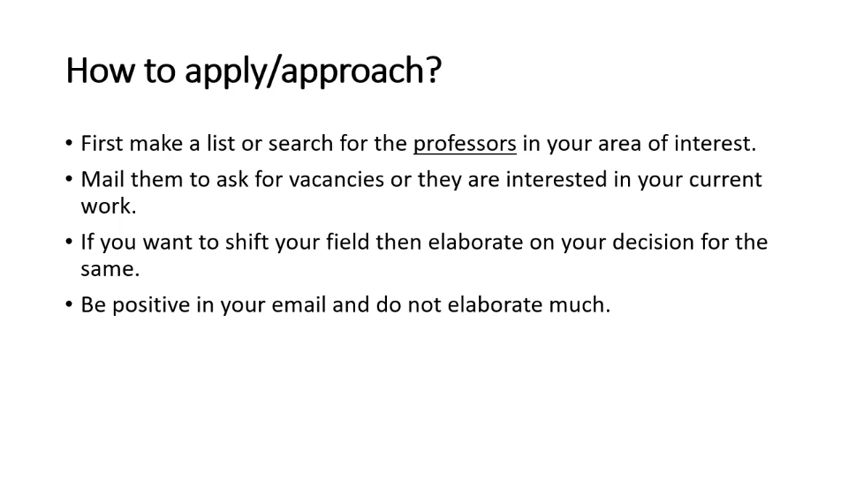 How to apply/approach?
• First make a list or search for the professors in your area of interest.
• Mail them to ask for vacancies or they are interested in your current
work.
• If you want to shift your field then elaborate on your decision for the
same.
• Be positive in your email and do not elaborate much.